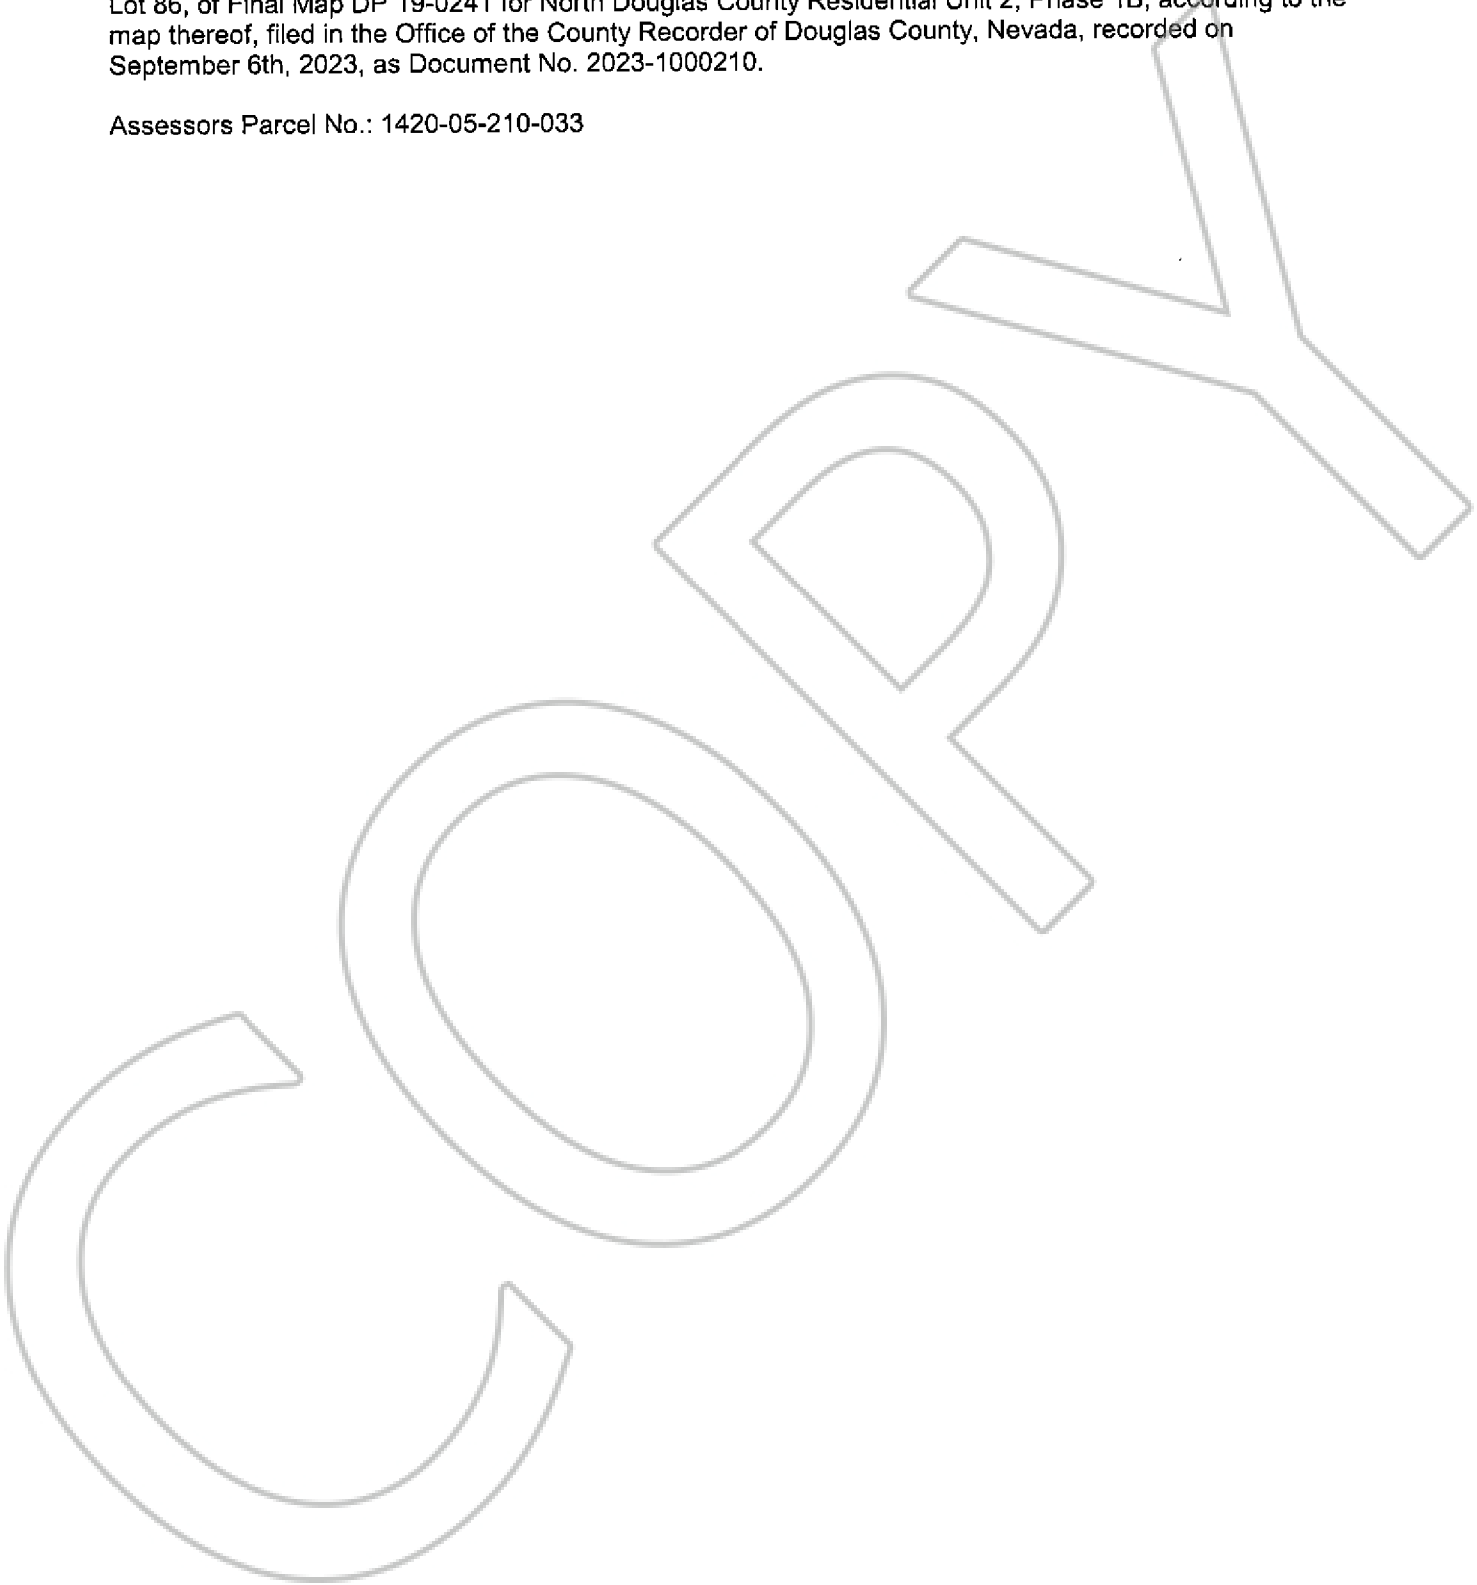 Lot 86, of Final Map DP 19-0241 for North Douglas County Residential Unit 2, Phase 1B, according to the
map thereof, filed in the Office of the County Recorder of Douglas County, Nevada, recorded on
September 6th, 2023, as Document No. 2023-1000210.
Assessors Parcel No.: 1420-05-210-033
COPY